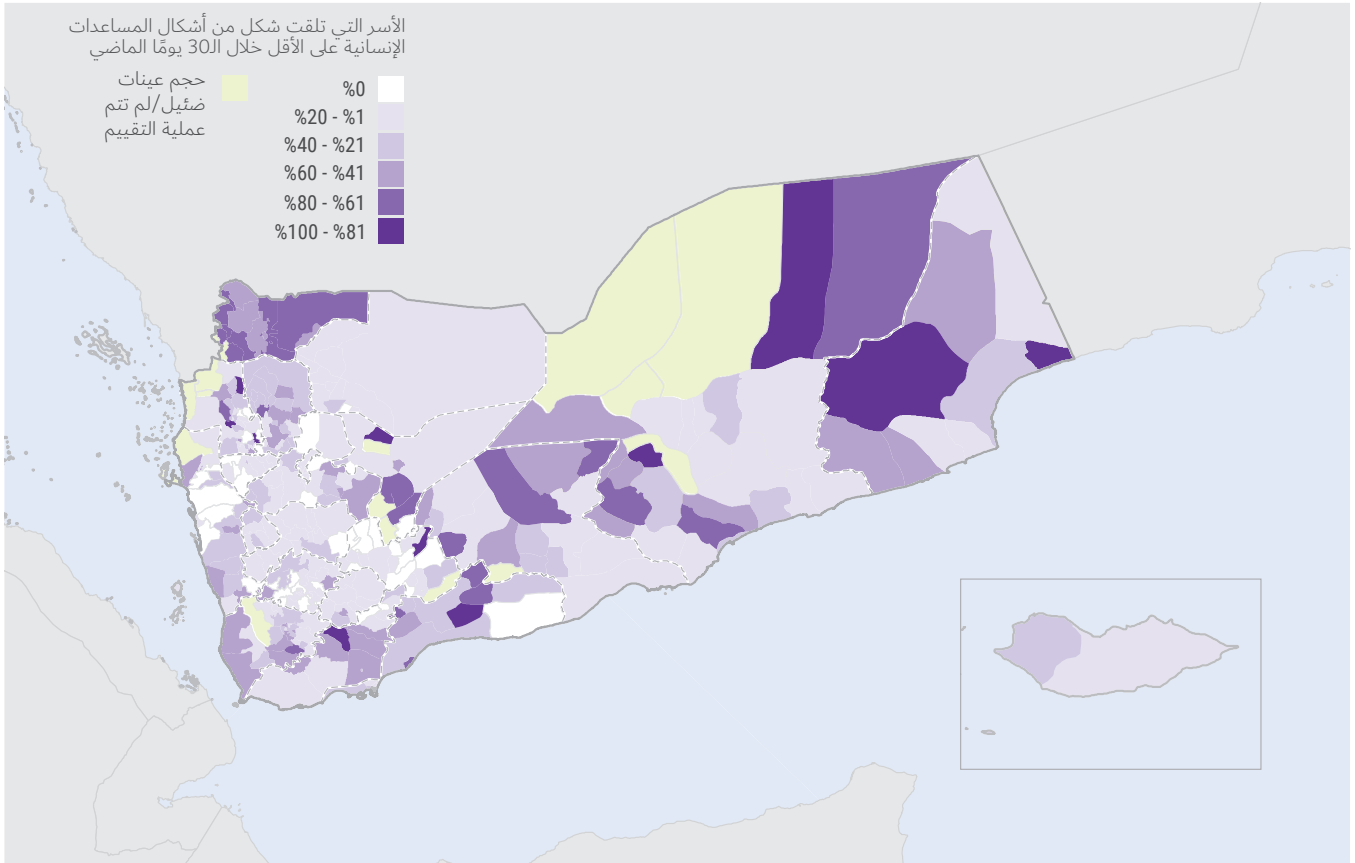 الأسر التي تلقت شكل من أشكال المساعدات
الإنسانية على الأقل خلال الـ30 يومًا الماضي
%0
%20 - %1
%40 - %21
%60 - %41
%80 - %61
%100 - %81
حجم عينات
ضئيل/لم تتم
عملية التقييم